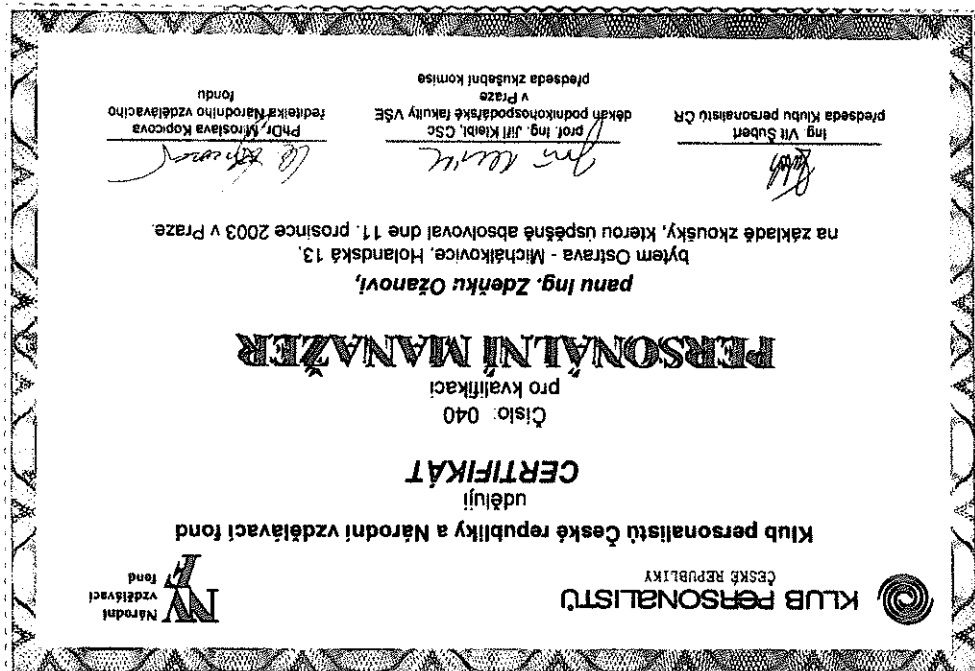 KLUB PERSONALISTŮ
ČESKÉ REPUBLIKY
Národní
vzdělávací
fond
NVF
Klub personalistů České republiky a Národní vzdělávací fond
udělují
CERTIFIKÁT
Číslo: 040
pro kvalifikaci
PERSONÁLNÍ MANAŽER
panu Ing. Zdeňku Ožanovi,
bytem Ostrava - Michálkovice, Holandská 13,
na základě zkoušky, kterou úspěšně absolvoval dne 11. prosince 2003 v Praze.
Ing. Vít Šubert
předseda Klubu personalistů ČR
prof. Ing. Jiří Kleibl, CSc.
děkan podnikohospodářské fakulty VŠE
v Praze
předseda zkušební komise
PhDr. Miroslava Kopicová
ředitelka Národního vzdělávacího
fondu